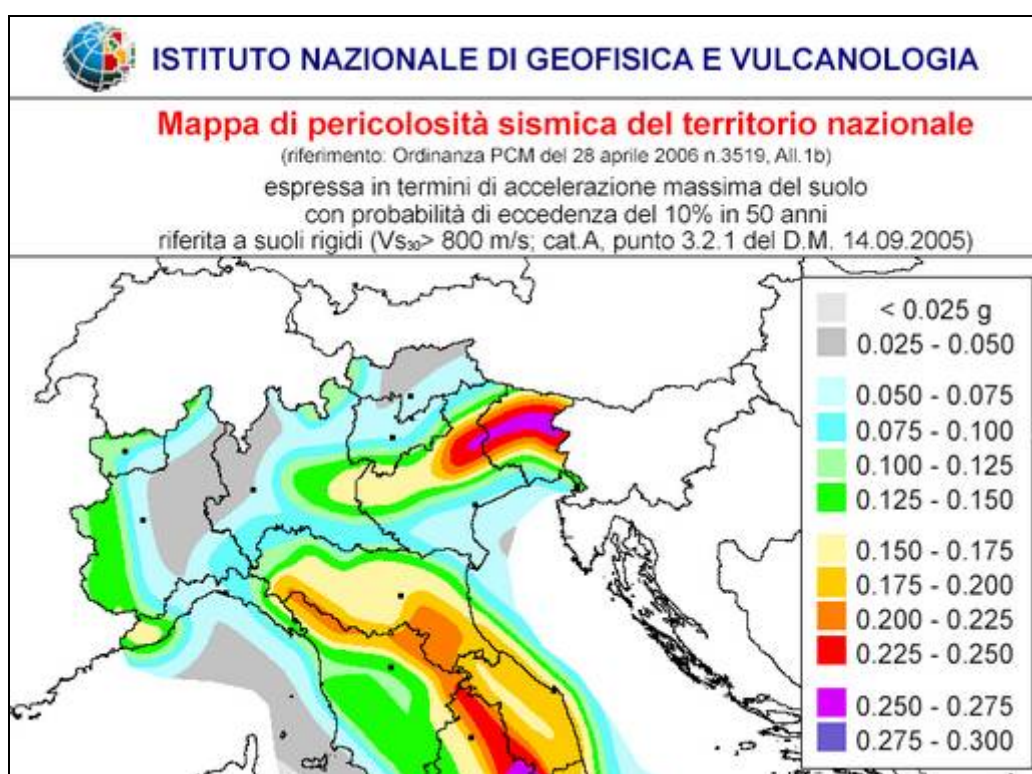 ISTITUTO NAZIONALE DI GEOFISICA E VULCANOLOGIA
Mappa di pericolosità sismica del territorio nazionale
(riferimento: Ordinanza PCM del 28 aprile 2006 n.3519, All.1b)
espressa in termini di accelerazione massima del suolo
con probabilità di eccedenza del 10% in 50 anni
riferita a suoli rigidi (Vs₃₀> 800 m/s; cat.A, punto 3.2.1 del D.M. 14.09.2005)
< 0.025 g
0.025 - 0.050
0.050 - 0.075
0.075 - 0.100
0.100 - 0.125
0.125 - 0.150
0.150 - 0.175
0.175 - 0.200
0.200 - 0.225
0.225 - 0.250
0.250 - 0.275
0.275 - 0.300